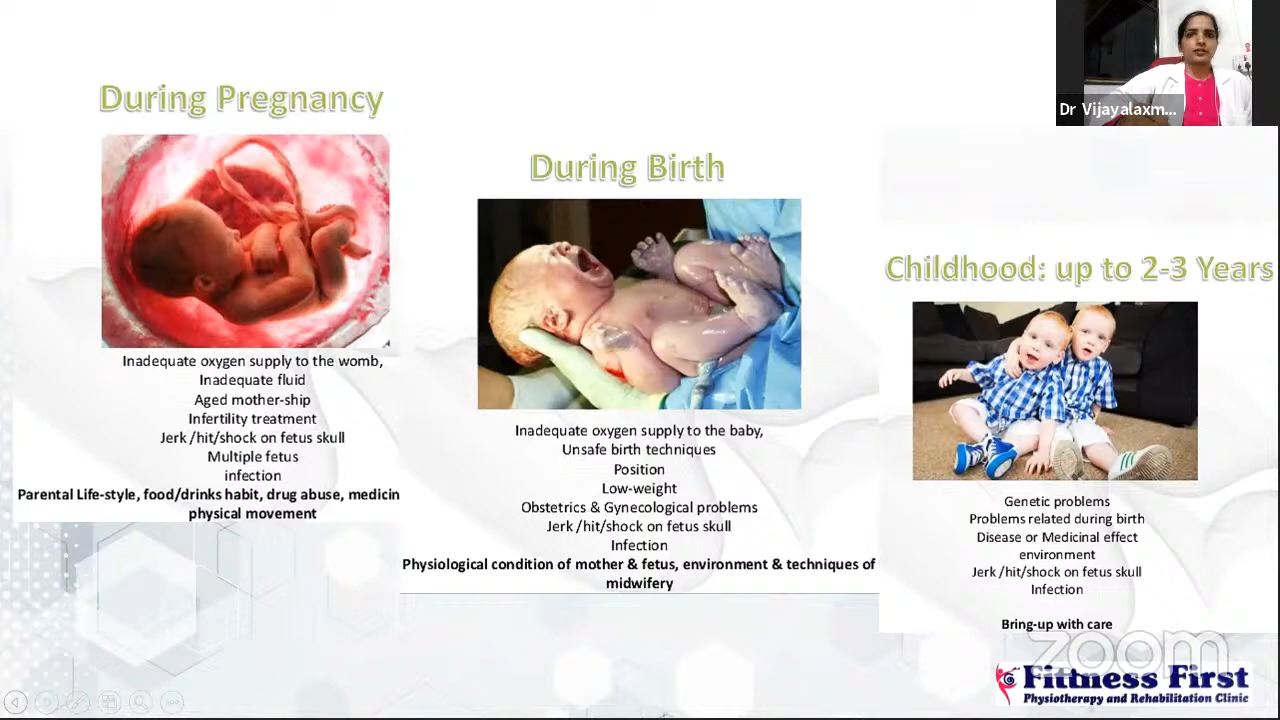 Dr Vijayalaxm...
During Pregnancy
Inadequate oxygen supply to the womb,
Inadequate fluid
Aged mother-ship
Infertility treatment
Jerk /hit/shock on fetus skull
Multiple fetus
infection
Parental Life-style, food/drinks habit, drug abuse, medicin
physical movement
During Birth
Inadequate oxygen supply to the baby,
Unsafe birth techniques
Position
Low-weight
Obstetrics & Gynecological problems
Jerk /hit/shock on fetus skull
Infection
Physiological condition of mother & fetus, environment & techniques of
midwifery
Childhood: up to 2-3 Years
Genetic problems
Problems related during birth
Disease or Medicinal effect
environment
Jerk /hit/shock on fetus skull
Infection
Bring-up with care
zoom
Fittness First
Physiotherapy and Rehabilitation Clinic